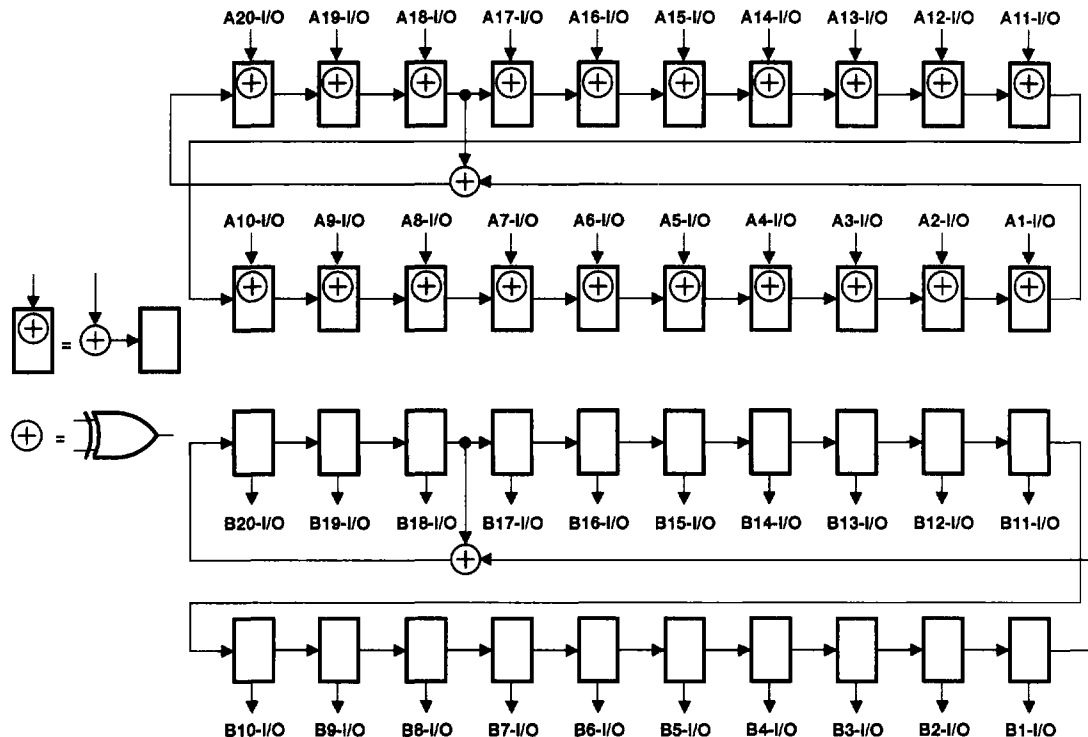 A20-I/O A19-I/O A18-I/O A17-I/O A16-I/O A15-I/O A14-I/O A13-I/O A12-I/O A11-I/O
A10-I/O A9-I/O A8-I/O A7-I/O A6-I/O A5-I/O A4-I/O A3-I/O A2-I/O A1-I/O
=
=
B20-I/O B19-I/O B18-I/O B17-I/O B16-I/O B15-I/O B14-I/O B13-I/O B12-I/O B11-I/O
B10-I/O B9-I/O B8-I/O B7-I/O B6-I/O B5-I/O B4-I/O B3-I/O B2-I/O B1-I/O